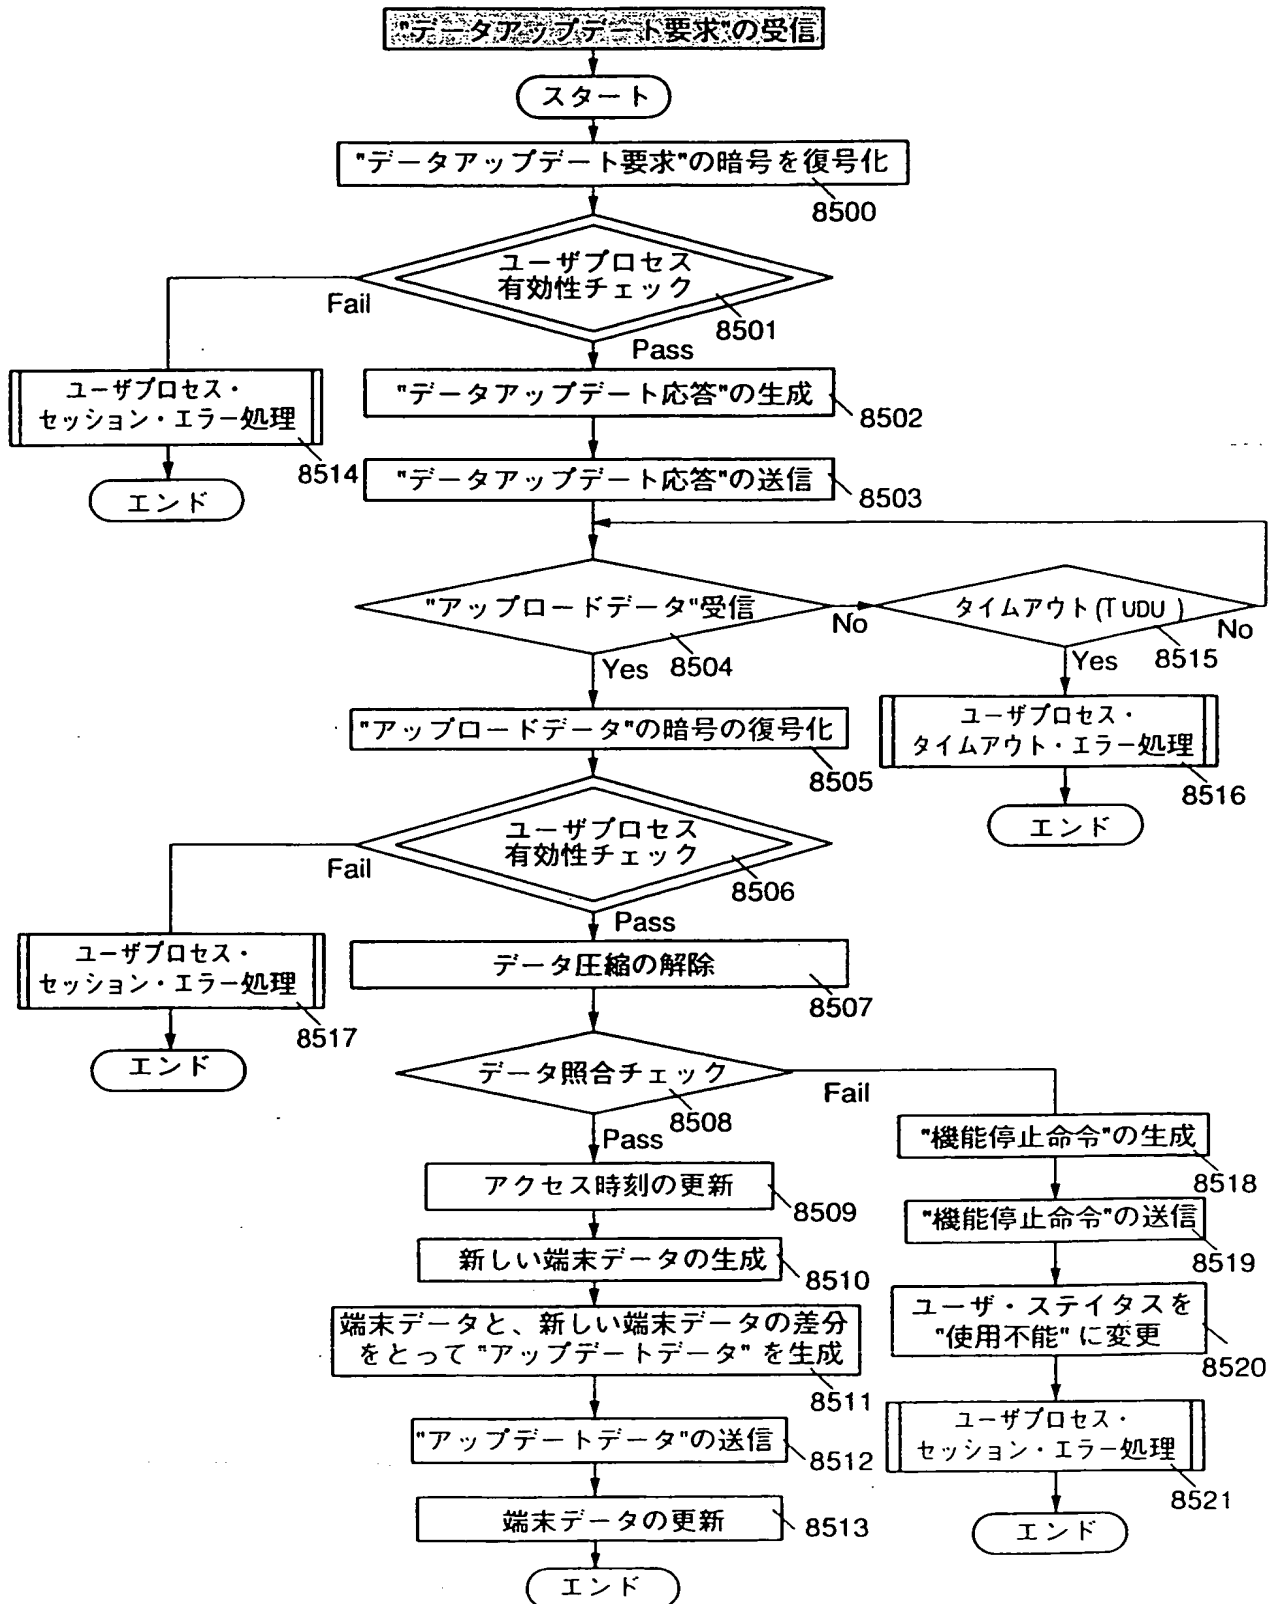 "データアップデート要求"の受信
スタート
"データアップデート要求"の暗号を復号化
8500
ユーザプロセス
有効性チェック
8501
Fail
Pass
ユーザプロセス・
セッション・エラー処理
8514
エンド
"データアップデート応答"の生成
8502
"データアップデート応答"の送信
8503
"アップロードデータ"受信
8504
No
Yes
タイムアウト(TUDU)
8515
No
Yes
ユーザプロセス・
タイムアウト・エラー処理
8516
エンド
"アップロードデータ"の暗号の復号化
8505
ユーザプロセス
有効性チェック
8506
Fail
Pass
ユーザプロセス・
セッション・エラー処理
8517
エンド
データ圧縮の解除
8507
データ照合チェック
8508
Fail
Pass
"機能停止命令"の生成
8518
"機能停止命令"の送信
8519
ユーザ・ステイタスを
"使用不能"に変更
8520
ユーザプロセス・
セッション・エラー処理
8521
エンド
アクセス時刻の更新
8509
新しい端末データの生成
8510
端末データと、新しい端末データの差分
をとって"アップデートデータ"を生成
8511
"アップデートデータ"の送信
8512
端末データの更新
8513
エンド